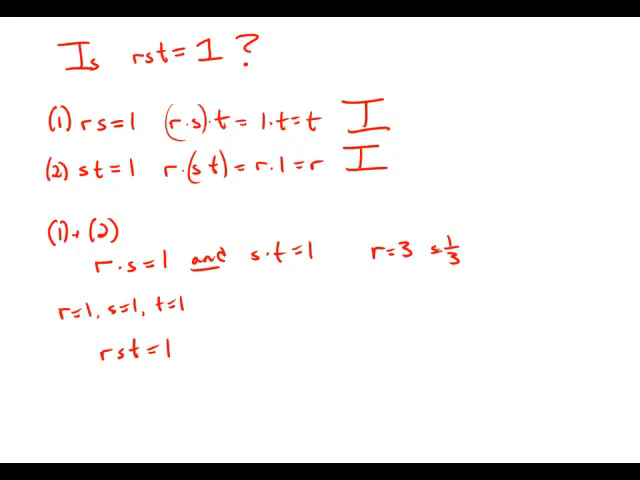 Is rst = 1 ?
(1) rs = 1 (r·s)·t = 1·t = t I
(2) st = 1 r·(st) = r·1 = r I
(1)+(2)
r·s = 1 and s·t = 1 r = 3 s = 1/3
r=1, s=1, t=1
rst = 1